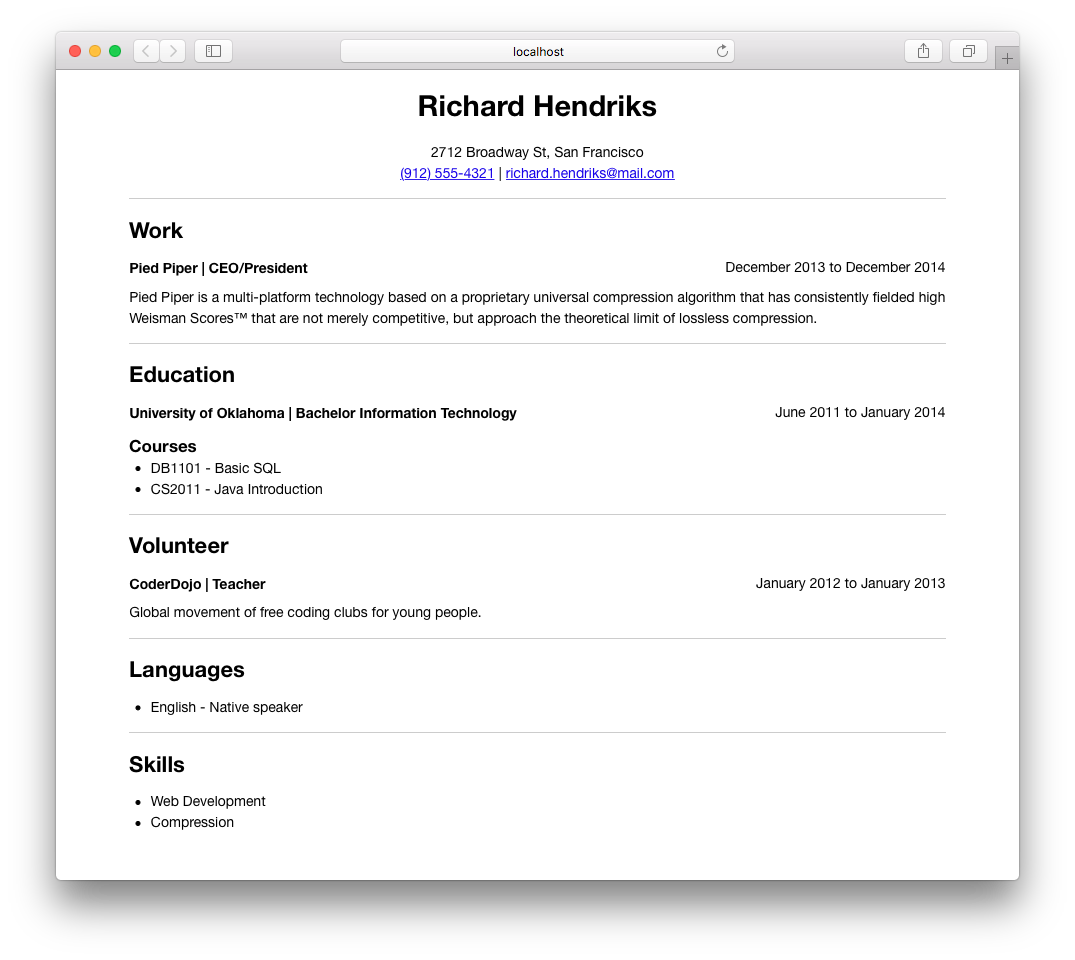 localhost
Richard Hendriks
2712 Broadway St, San Francisco
(912) 555-4321 | richard.hendriks@mail.com
Work
Pied Piper | CEO/President December 2013 to December 2014
Pied Piper is a multi-platform technology based on a proprietary universal compression algorithm that has consistently fielded high
Weisman Scores™ that are not merely competitive, but approach the theoretical limit of lossless compression.
Education
University of Oklahoma | Bachelor Information Technology June 2011 to January 2014
Courses
• DB1101 - Basic SQL
• CS2011 - Java Introduction
Volunteer
CoderDojo | Teacher January 2012 to January 2013
Global movement of free coding clubs for young people.
Languages
• English - Native speaker
Skills
• Web Development
• Compression